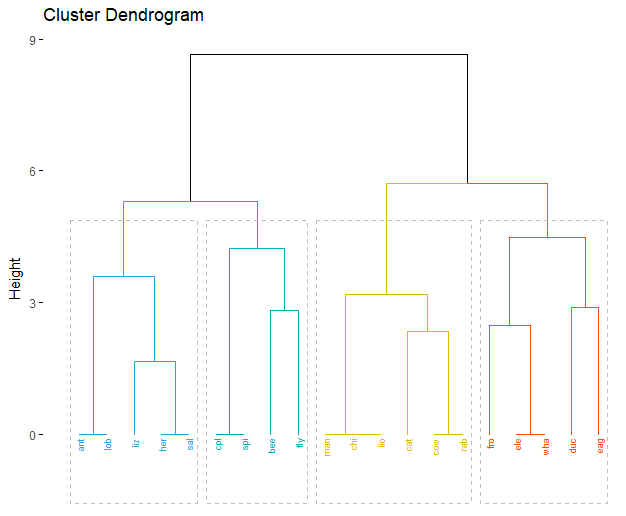 Cluster Dendrogram
9
6
3
0
Height
ant
lob
liz
her
sal
cpl
spi
bee
fly
man
chi
lio
cat
cow
rab
fro
ele
wha
duc
eag